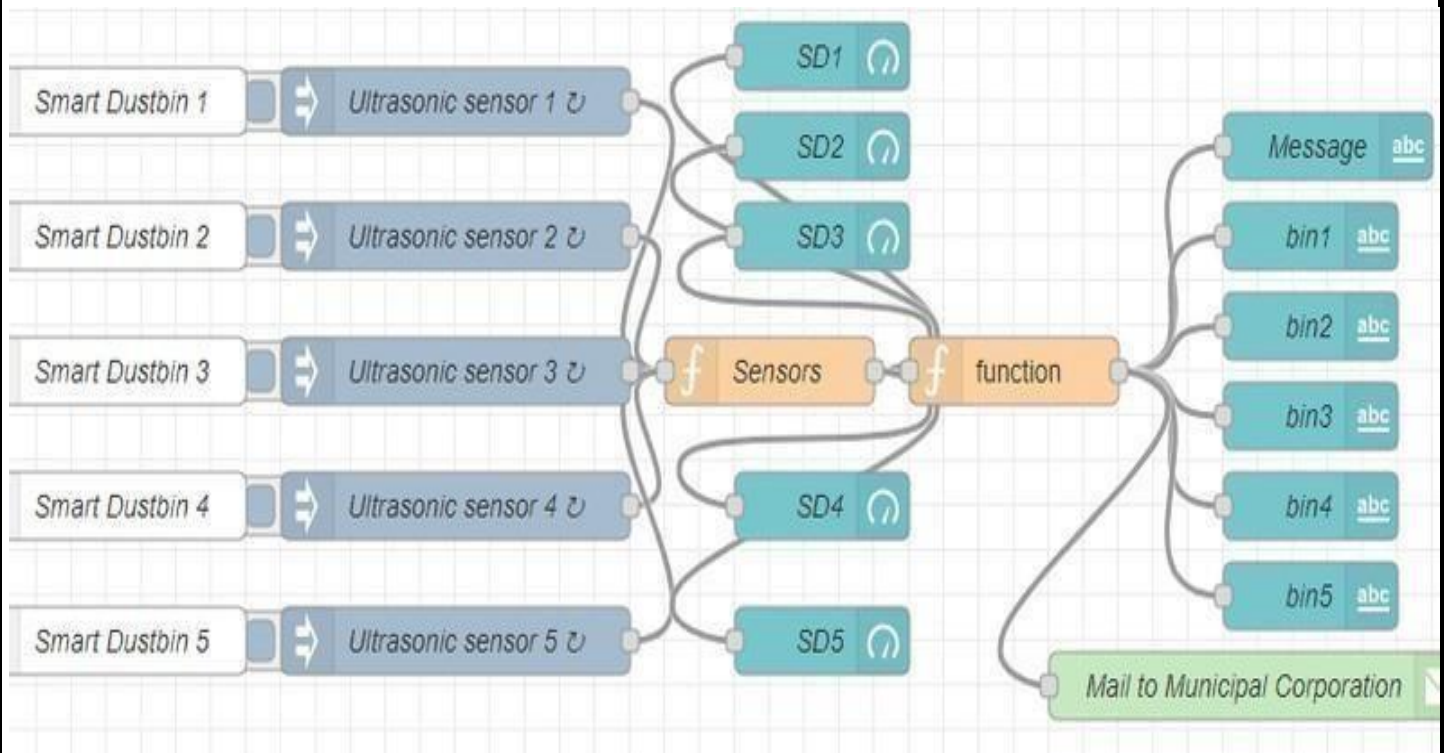 Smart Dustbin 1
Ultrasonic sensor 1 ↻
Smart Dustbin 2
Ultrasonic sensor 2 ↻
Smart Dustbin 3
Ultrasonic sensor 3 ↻
Smart Dustbin 4
Ultrasonic sensor 4 ↻
Smart Dustbin 5
Ultrasonic sensor 5 ↻
SD1
SD2
SD3
f Sensors
SD4
SD5
f function
Message abc
bin1 abc
bin2 abc
bin3 abc
bin4 abc
bin5 abc
Mail to Municipal Corporation